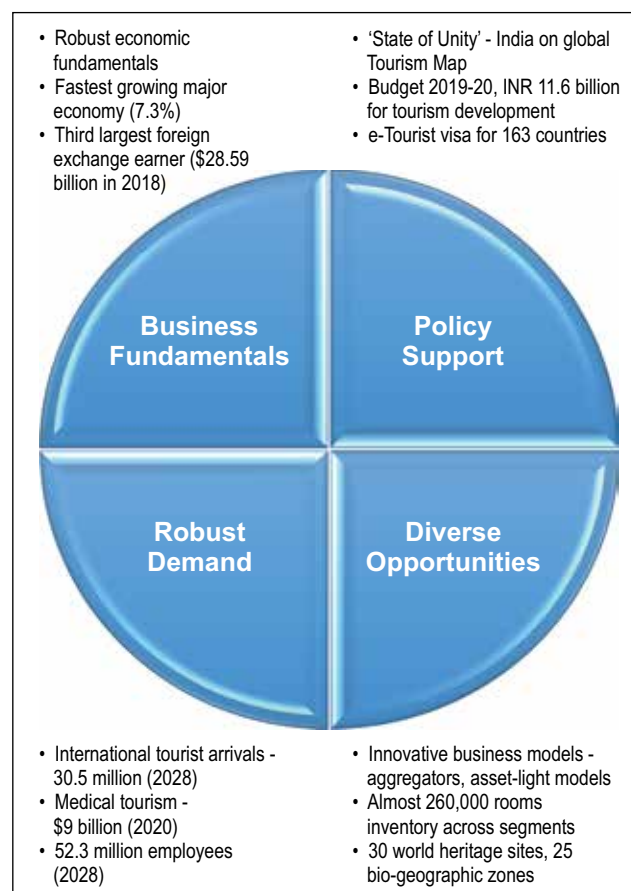 • Robust economic
fundamentals
• Fastest growing major
economy (7.3%)
• Third largest foreign
exchange earner ($28.59
billion in 2018)
• ‘State of Unity’ - India on global
Tourism Map
• Budget 2019-20, INR 11.6 billion
for tourism development
• e-Tourist visa for 163 countries
Business
Fundamentals
Policy
Support
Robust
Demand
Diverse
Opportunities
• International tourist arrivals -
30.5 million (2028)
• Medical tourism -
$9 billion (2020)
• 52.3 million employees
(2028)
• Innovative business models -
aggregators, asset-light models
• Almost 260,000 rooms
inventory across segments
• 30 world heritage sites, 25
bio-geographic zones